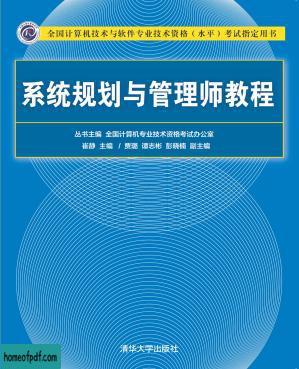 全国计算机技术与软件专业技术资格（水平）考试指定用书
系统规划与管理师教程
丛书主编 全国计算机专业技术资格考试办公室
崔静 主编 / 贾璐 谭志彬 彭晓楠 副主编
清华大学出版社
homeofpdf.com
homeofpdf.com